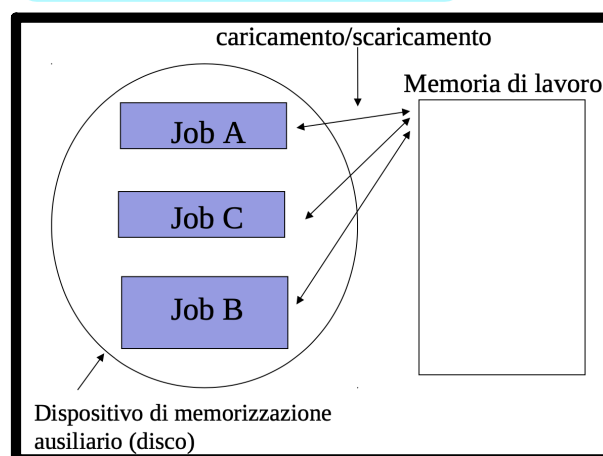 caricamento/scaricamento
Memoria di lavoro
Job A
Job C
Job B
Dispositivo di memorizzazione
ausiliario (disco)